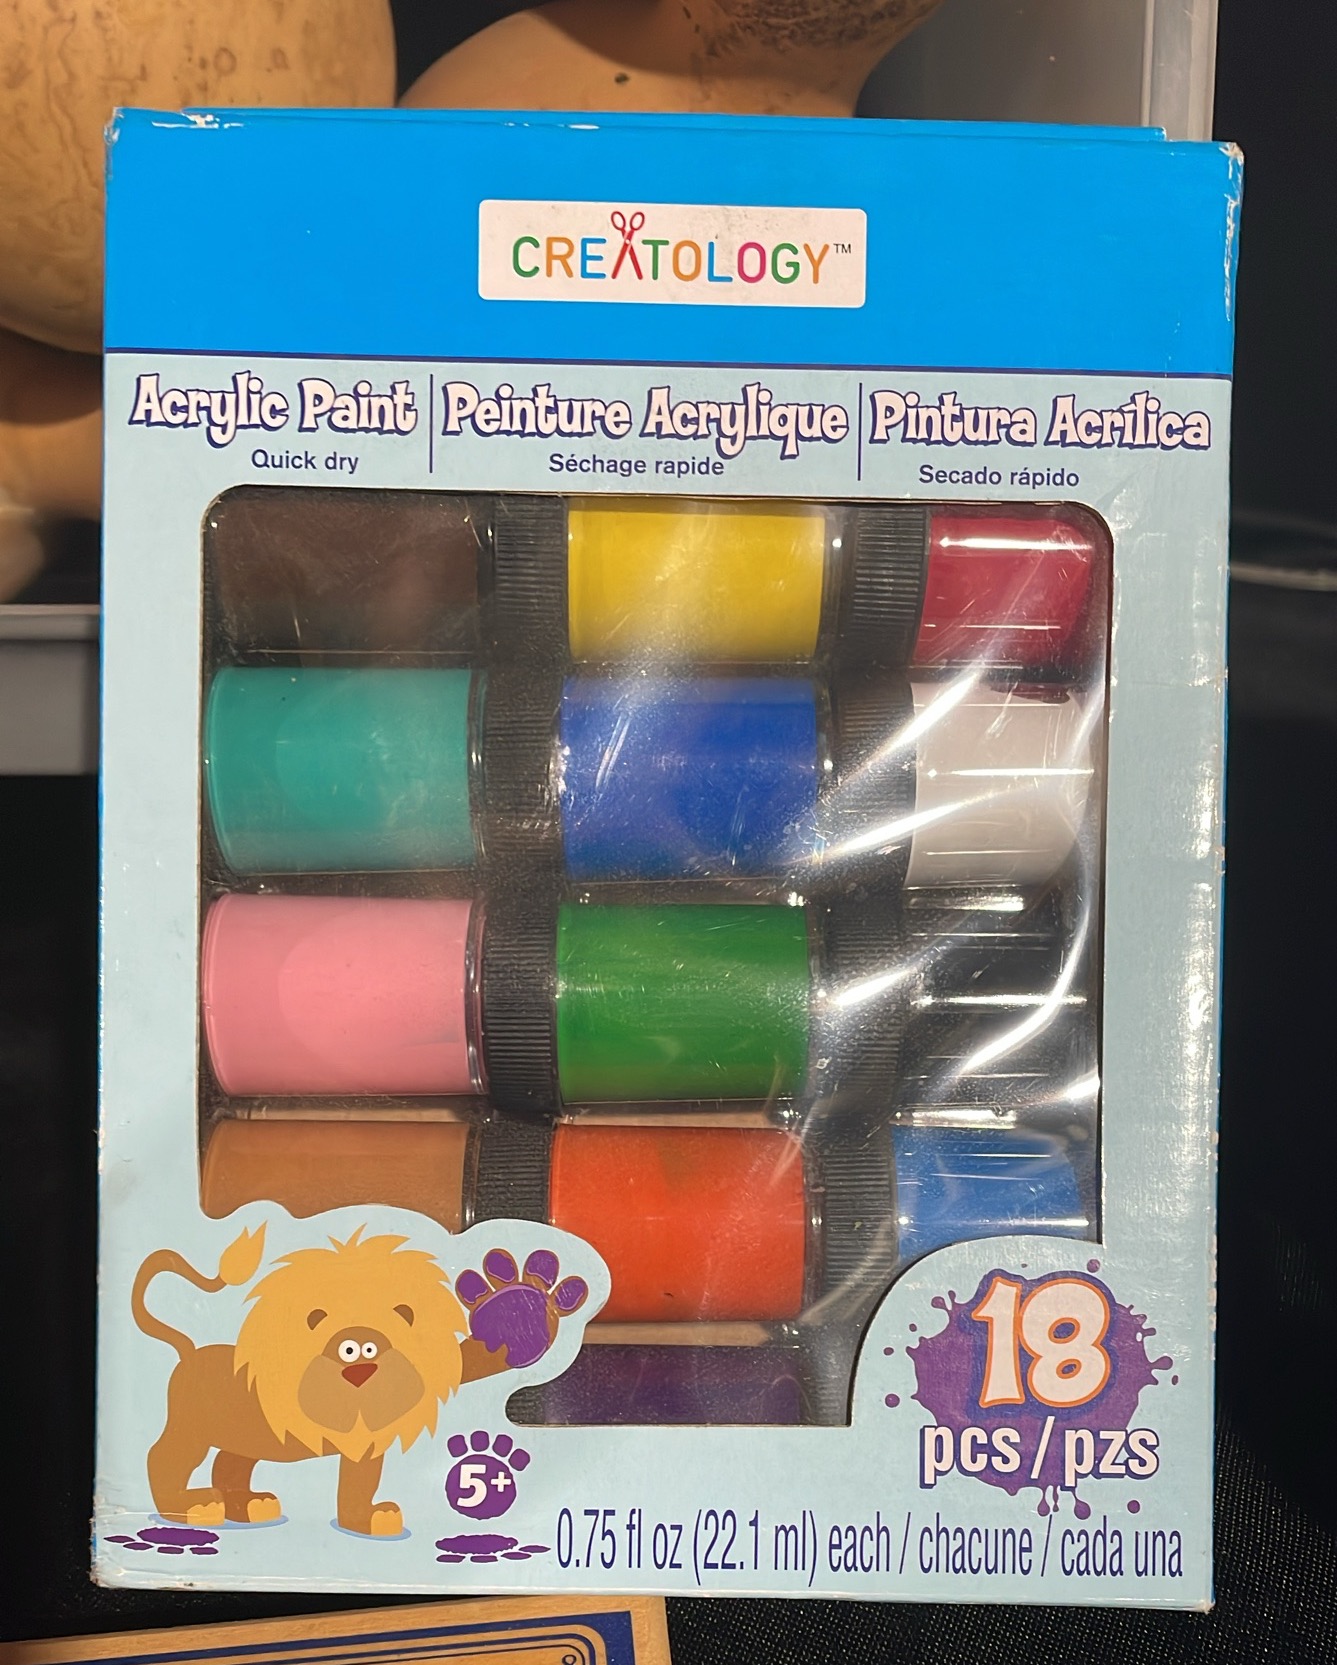 CREATOLOGY™
Acrylic Paint
Quick dry
Peinture Acrylique
Séchage rapide
Pintura Acrílica
Secado rápido
18
pcs/pzs
5+
0.75 fl oz (22.1 ml) each / chacune / cada una
8